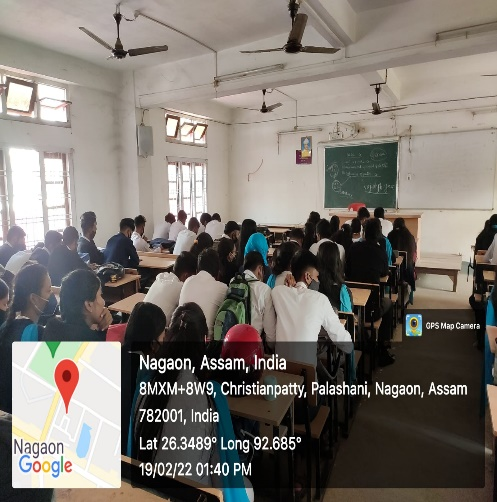 GPS Map Camera
Nagaon, Assam, India
8MXM+8W9, Christianpatty, Palashani, Nagaon, Assam
782001, India
Lat 26.3489° Long 92.685°
19/02/22 01:40 PM
Nagaon
Google